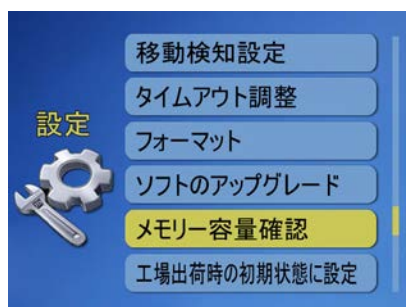 設定
移動検知設定
タイムアウト調整
フォーマット
ソフトのアップグレード
メモリー容量確認
工場出荷時の初期状態に設定